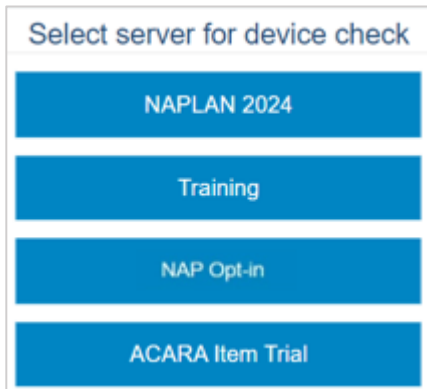 Select server for device check
NAPLAN 2024
Training
NAP Opt-in
ACARA Item Trial